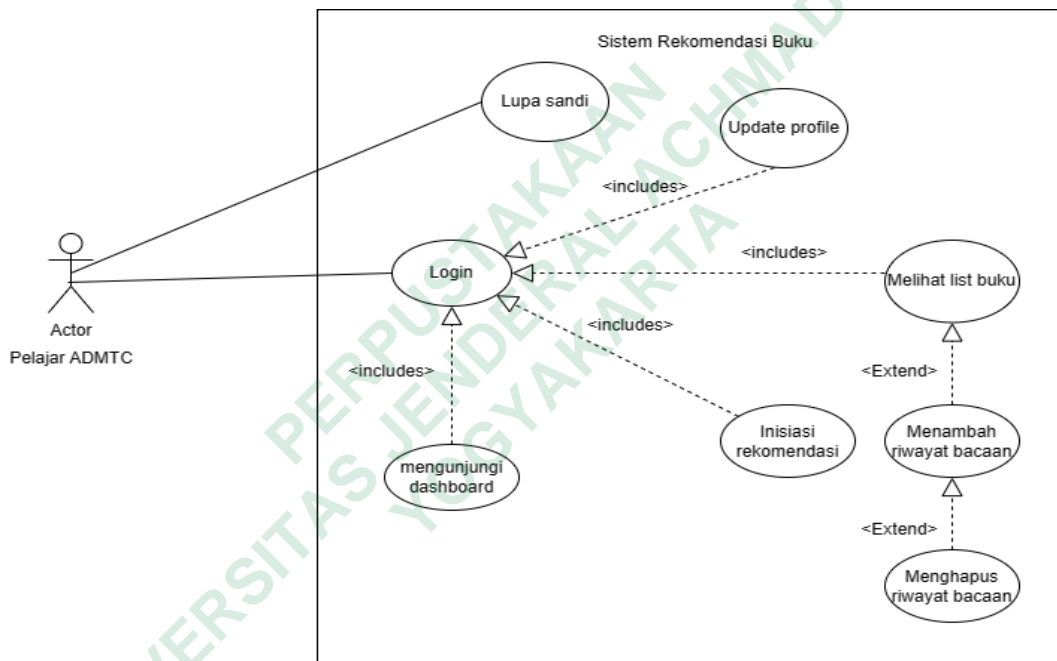 Sistem Rekomendasi Buku
Lupa sandi
Update profile
<includes>
Login
<includes>
Melihat list buku
<includes>
Actor
Pelajar ADMTC
<includes>
<Extend>
Inisiasi
rekomendasi
Menambah
riwayat bacaan
mengunjungi
dashboard
<Extend>
Menghapus
riwayat bacaan
PERPUSTAKAAN
JENDERAL ACHMAD
YOGYAKARTA